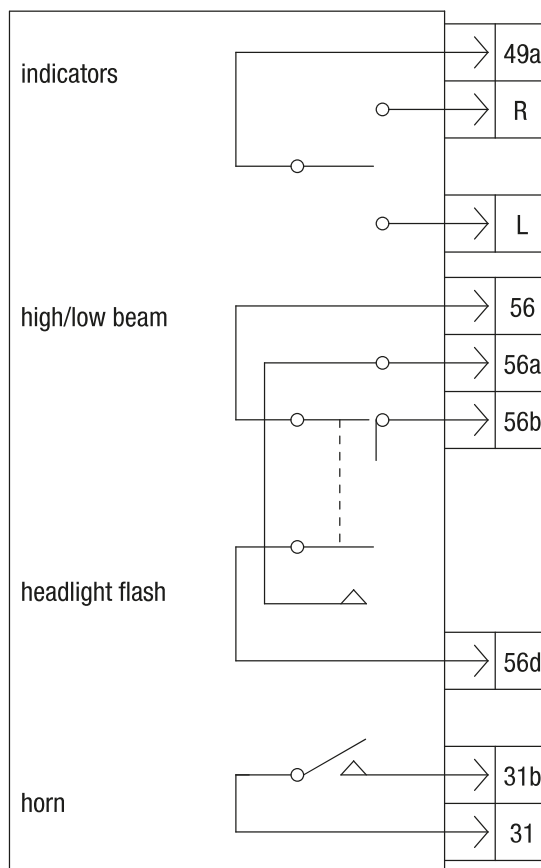 indicators
49a
R
L
high/low beam
56
56a
56b
headlight flash
56d
horn
31b
31